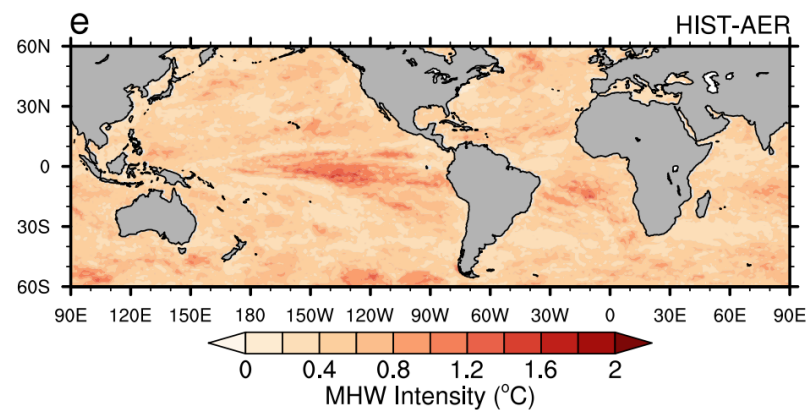 e HIST-AER
60N
30N
0
30S
60S
90E 120E 150E 180 150W 120W 90W 60W 30W 0 30E 60E 90E
0 0.4 0.8 1.2 1.6 2
MHW Intensity (°C)